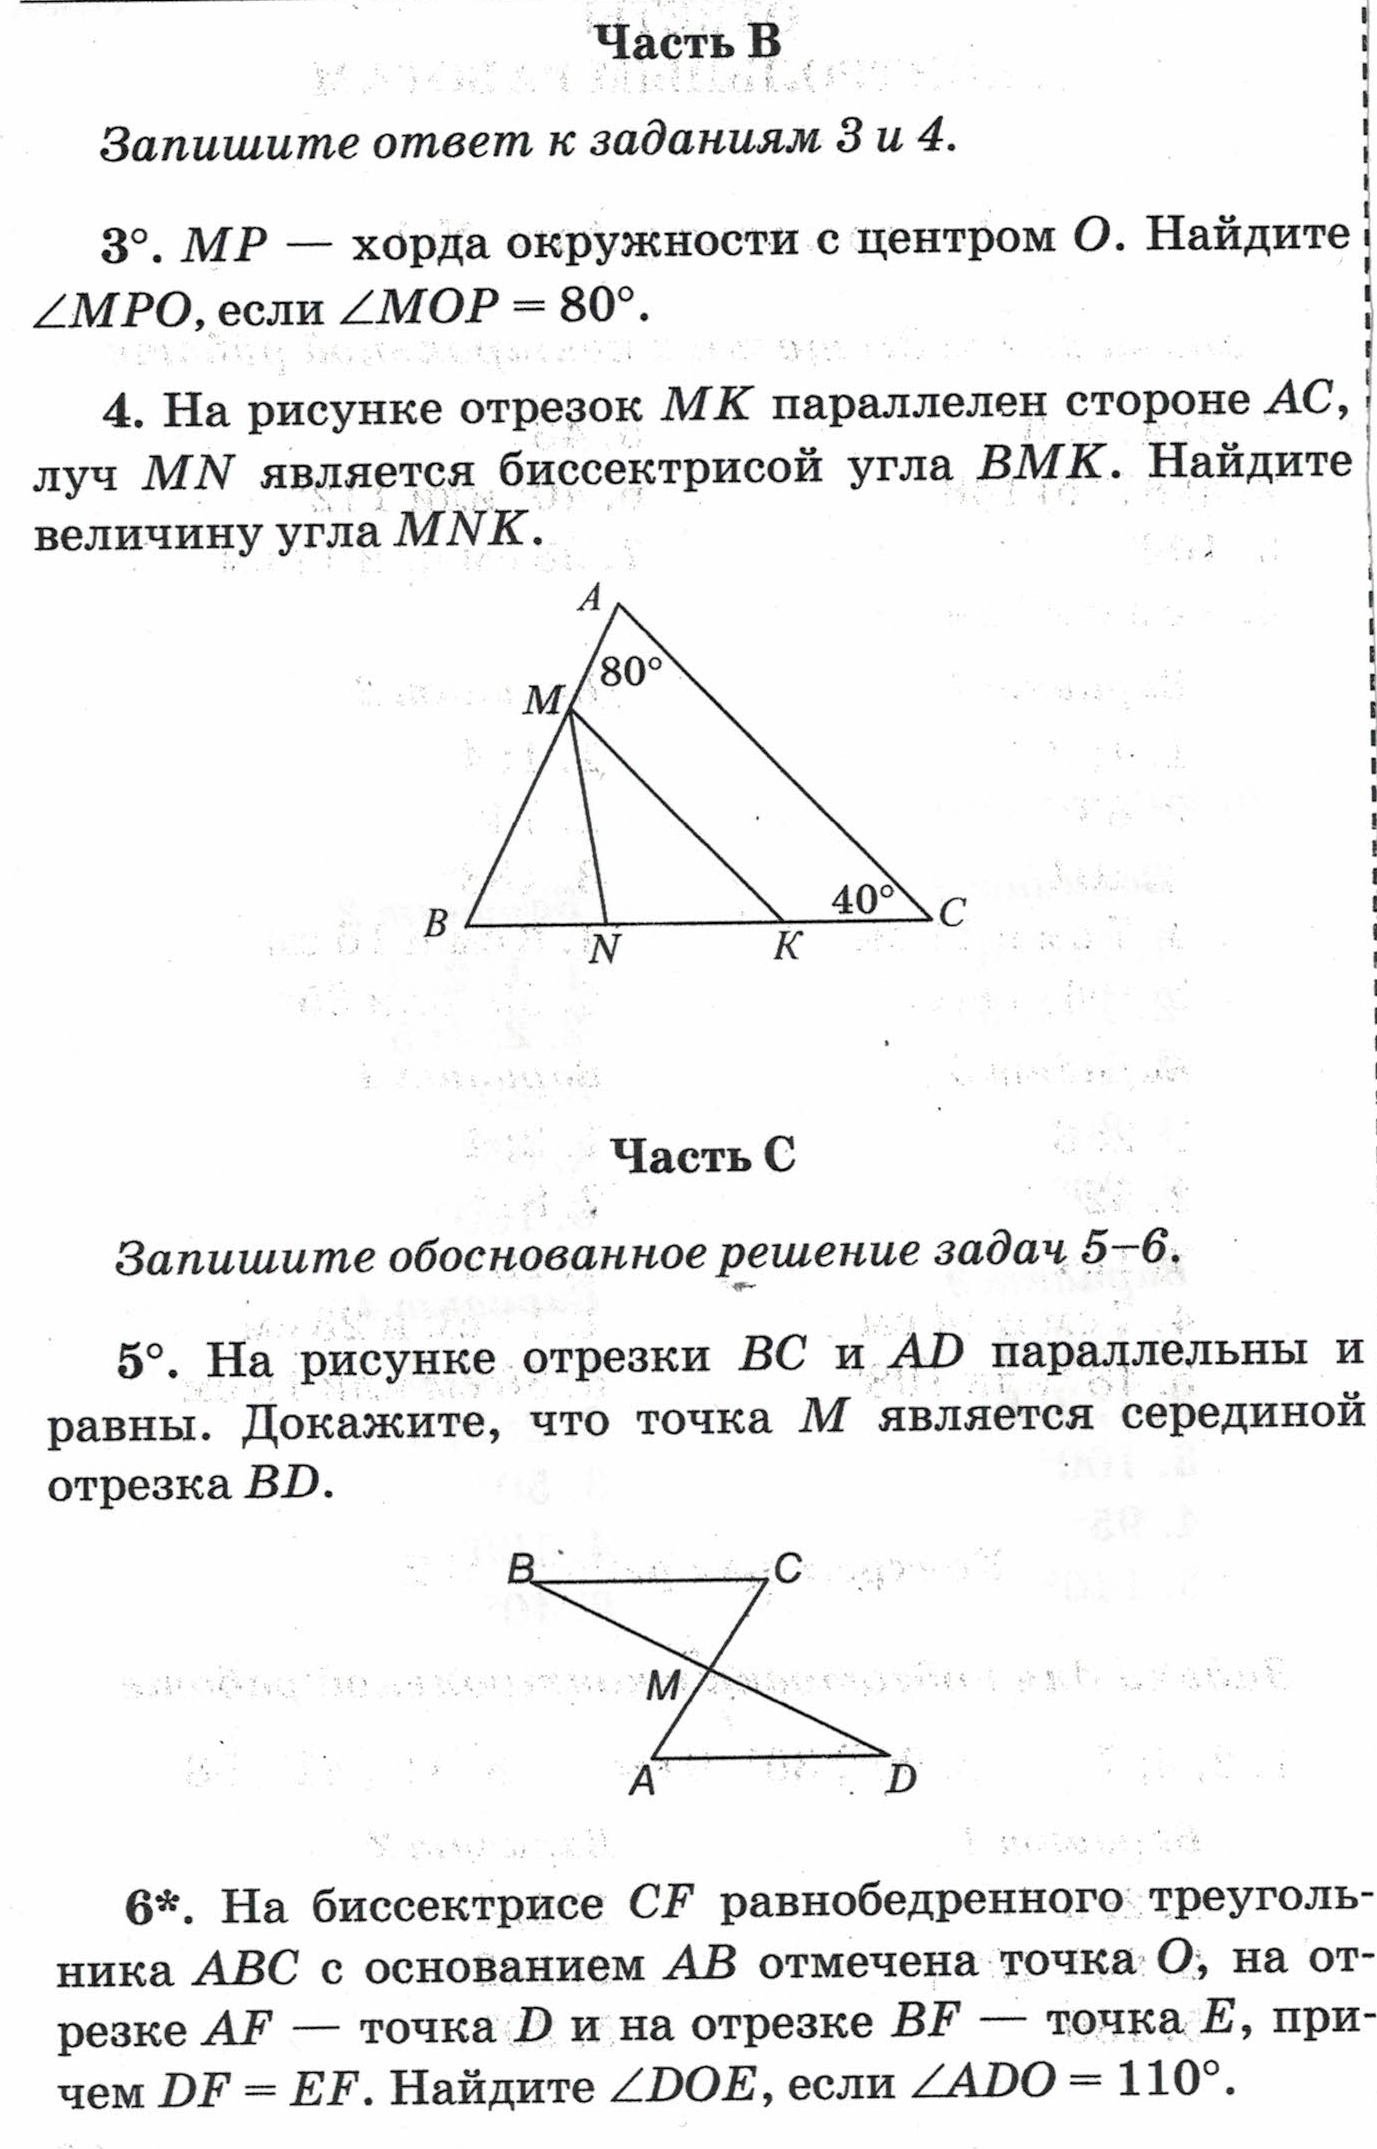 Часть В
Запишите ответ к заданиям 3 и 4.
3°. MP — хорда окружности с центром O. Найдите
∠MPO, если ∠MOP = 80°.
4. На рисунке отрезок MK параллелен стороне AC,
луч MN является биссектрисой угла BMK. Найдите
величину угла MNK.
A
80°
M
40°
B
C
N
K
Часть С
Запишите обоснованное решение задач 5–6.
5°. На рисунке отрезки BC и AD параллельны и
равны. Докажите, что точка M является серединой
отрезка BD.
B
C
M
A
D
6*. На биссектрисе CF равнобедренного треуголь-
ника ABC с основанием AB отмечена точка O, на от-
резке AF — точка D и на отрезке BF — точка E, при-
чем DF = EF. Найдите ∠DOE, если ∠ADO = 110°.